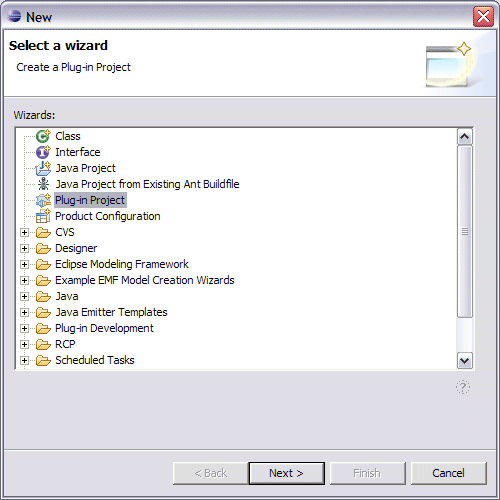 New
Select a wizard
Create a Plug-in Project
Wizards:
Class
Interface
Java Project
Java Project from Existing Ant Buildfile
Plug-in Project
Product Configuration
CVS
Designer
Eclipse Modeling Framework
Example EMF Model Creation Wizards
Java
Java Emitter Templates
Plug-in Development
RCP
Scheduled Tasks
< Back Next > Finish Cancel